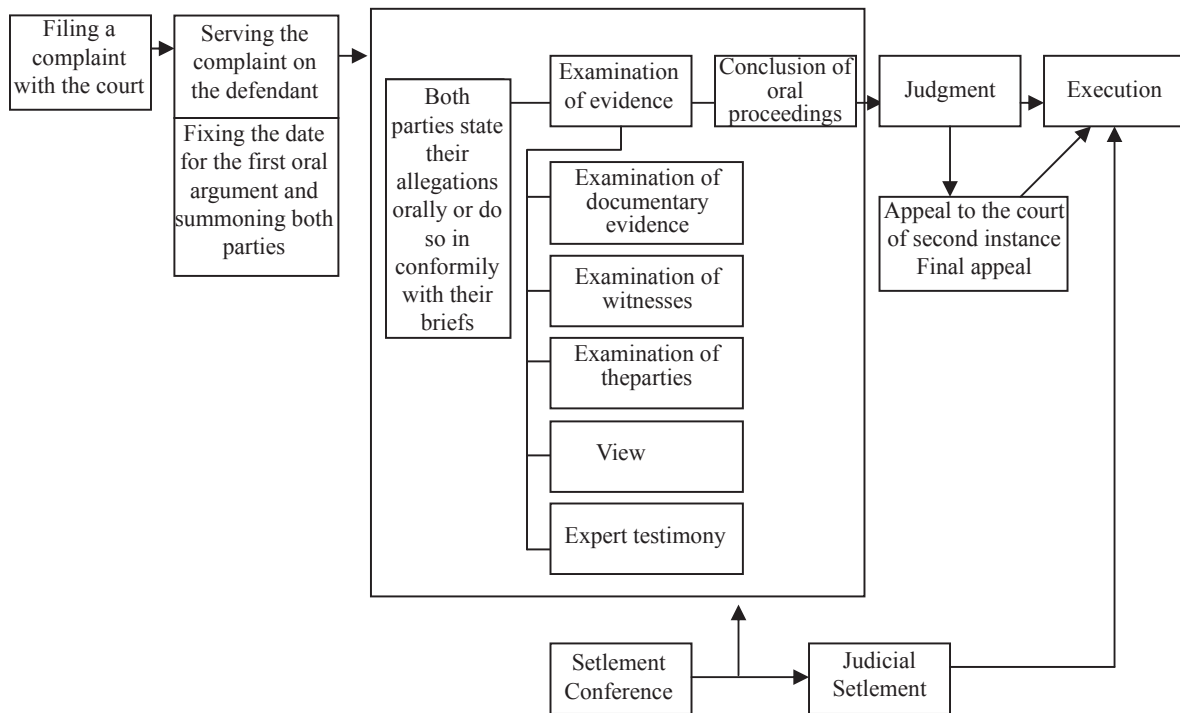 Filing a
complaint
with the court
Serving the
complaint on
the defendant
Fixing the date
for the first oral
argument and
summoning both
parties
Both
parties state
their
allegations
orally or do
so in
conformily
with their
briefs
Examination
of evidence
Conclusion of
oral
proceedings
Examination of
documentary
evidence
Examination of
witnesses
Examination of
theparties
View
Expert testimony
Judgment
Execution
Appeal to the court
of second instance
Final appeal
Setlement
Conference
Judicial
Setlement